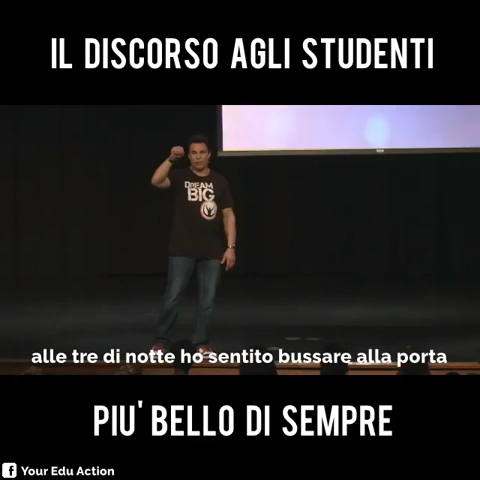 IL DISCORSO AGLI STUDENTI
DREAM
BIG
alle tre di notte ho sentito bussare alla porta
PIU' BELLO DI SEMPRE
f Your Edu Action